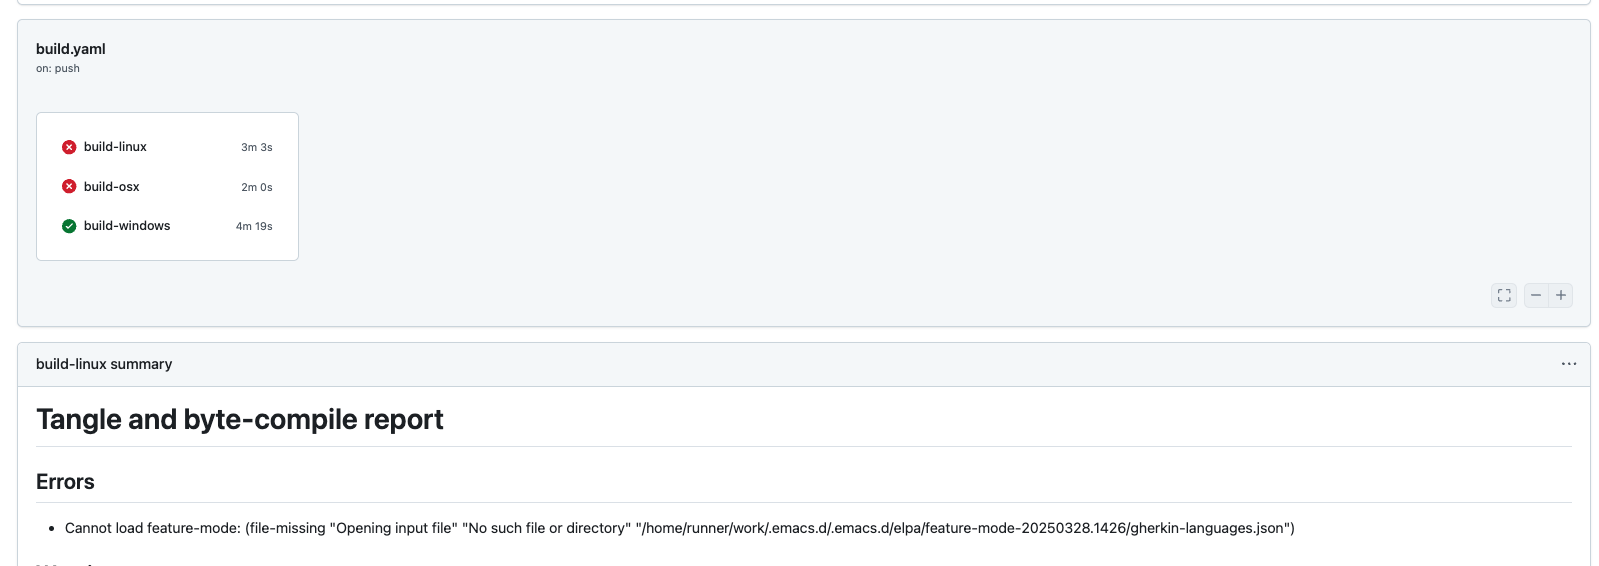 build.yaml
on: push
build-linux 3m 3s
build-osx 2m 0s
build-windows 4m 19s
build-linux summary
Tangle and byte-compile report
Errors
• Cannot load feature-mode: (file-missing "Opening input file" "No such file or directory" "/home/runner/work/.emacs.d/.emacs.d/elpa/feature-mode-20250328.1426/gherkin-languages.json")